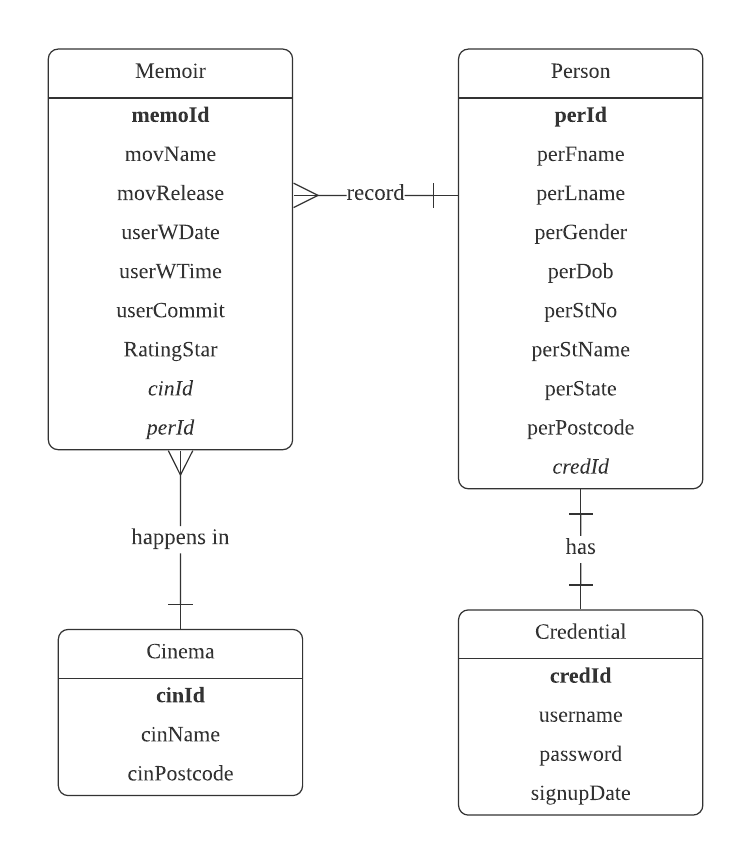 Memoir
memoId
movName
movRelease
userWDate
userWTime
userCommit
RatingStar
cinId
perId
record
Person
perId
perFname
perLname
perGender
perDob
perStNo
perStName
perState
perPostcode
credId
happens in
has
Cinema
cinId
cinName
cinPostcode
Credential
credId
username
password
signupDate